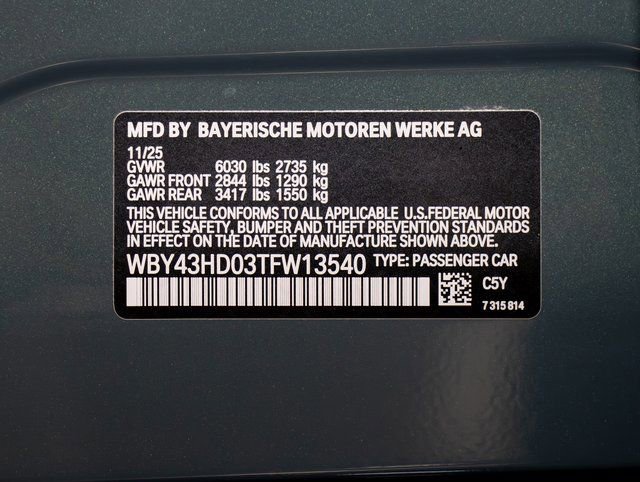 MFD BY BAYERISCHE MOTOREN WERKE AG
11/25
GVWR 6030 lbs 2735 kg
GAWR FRONT 2844 lbs 1290 kg
GAWR REAR 3417 lbs 1550 kg
THIS VEHICLE CONFORMS TO ALL APPLICABLE U.S.FEDERAL MOTOR
VEHICLE SAFETY, BUMPER AND THEFT PREVENTION STANDARDS
IN EFFECT ON THE DATE OF MANUFACTURE SHOWN ABOVE.
WBY43HD03TFW13540 TYPE: PASSENGER CAR
C5Y
7 315 814